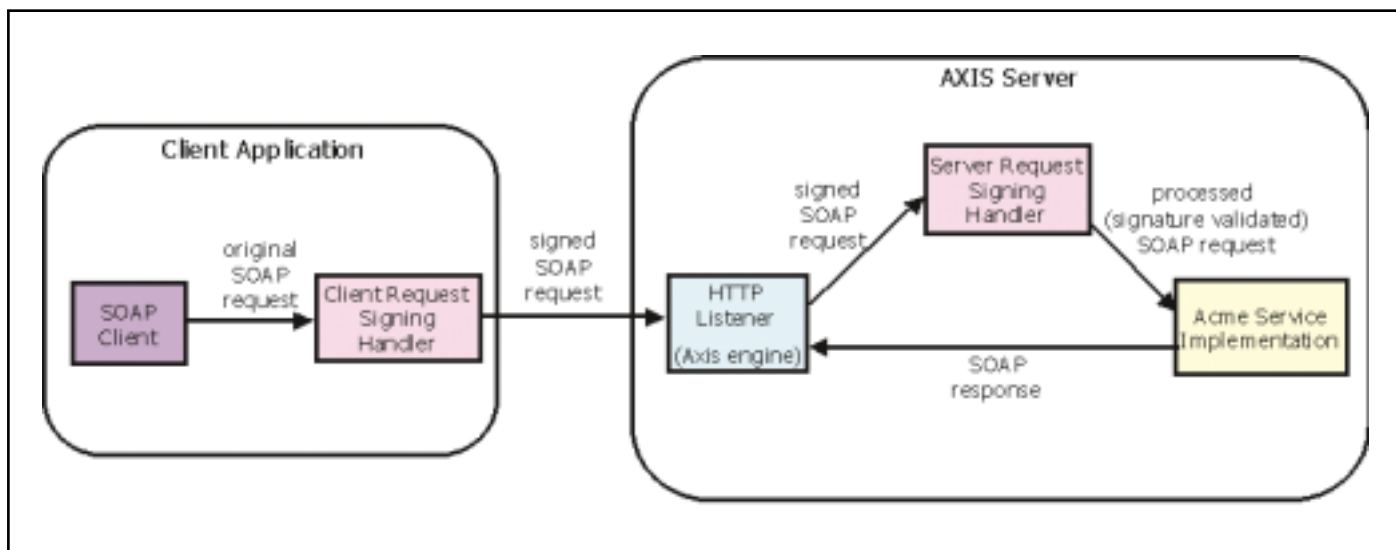 AXIS Server
Client Application
original
SOAP
request
SOAP
Client
Client Request
Signing
Handler
signed
SOAP
request
HTTP
Listener
(Axis engine)
signed
SOAP
request
Server Request
Signing
Handler
processed
(signature validated)
SOAP request
Acme Service
Implementation
SOAP
response